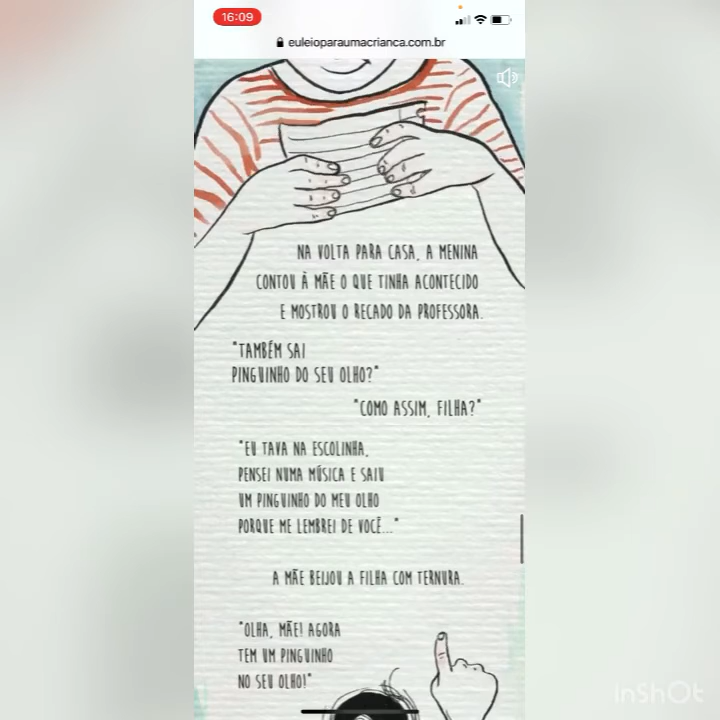 16:09
euleioparaumacrianca.com.br
NA VOLTA PARA CASA, A MENINA
CONTOU À MÃE O QUE TINHA ACONTECIDO
E MOSTROU O RECADO DA PROFESSORA.
"TAMBÉM SAI
PINGUINHO DO SEU OLHO?"
"COMO ASSIM, FILHA?"
"EU TAVA NA ESCOLINHA,
PENSEI NUMA MÚSICA E SAIU
UM PINGUINHO DO MEU OLHO
PORQUE ME LEMBREI DE VOCÊ..."
A MÃE BEIJOU A FILHA COM TERNURA.
"OLHA, MÃE! AGORA
TEM UM PINGUINHO
NO SEU OLHO!"
InShOt